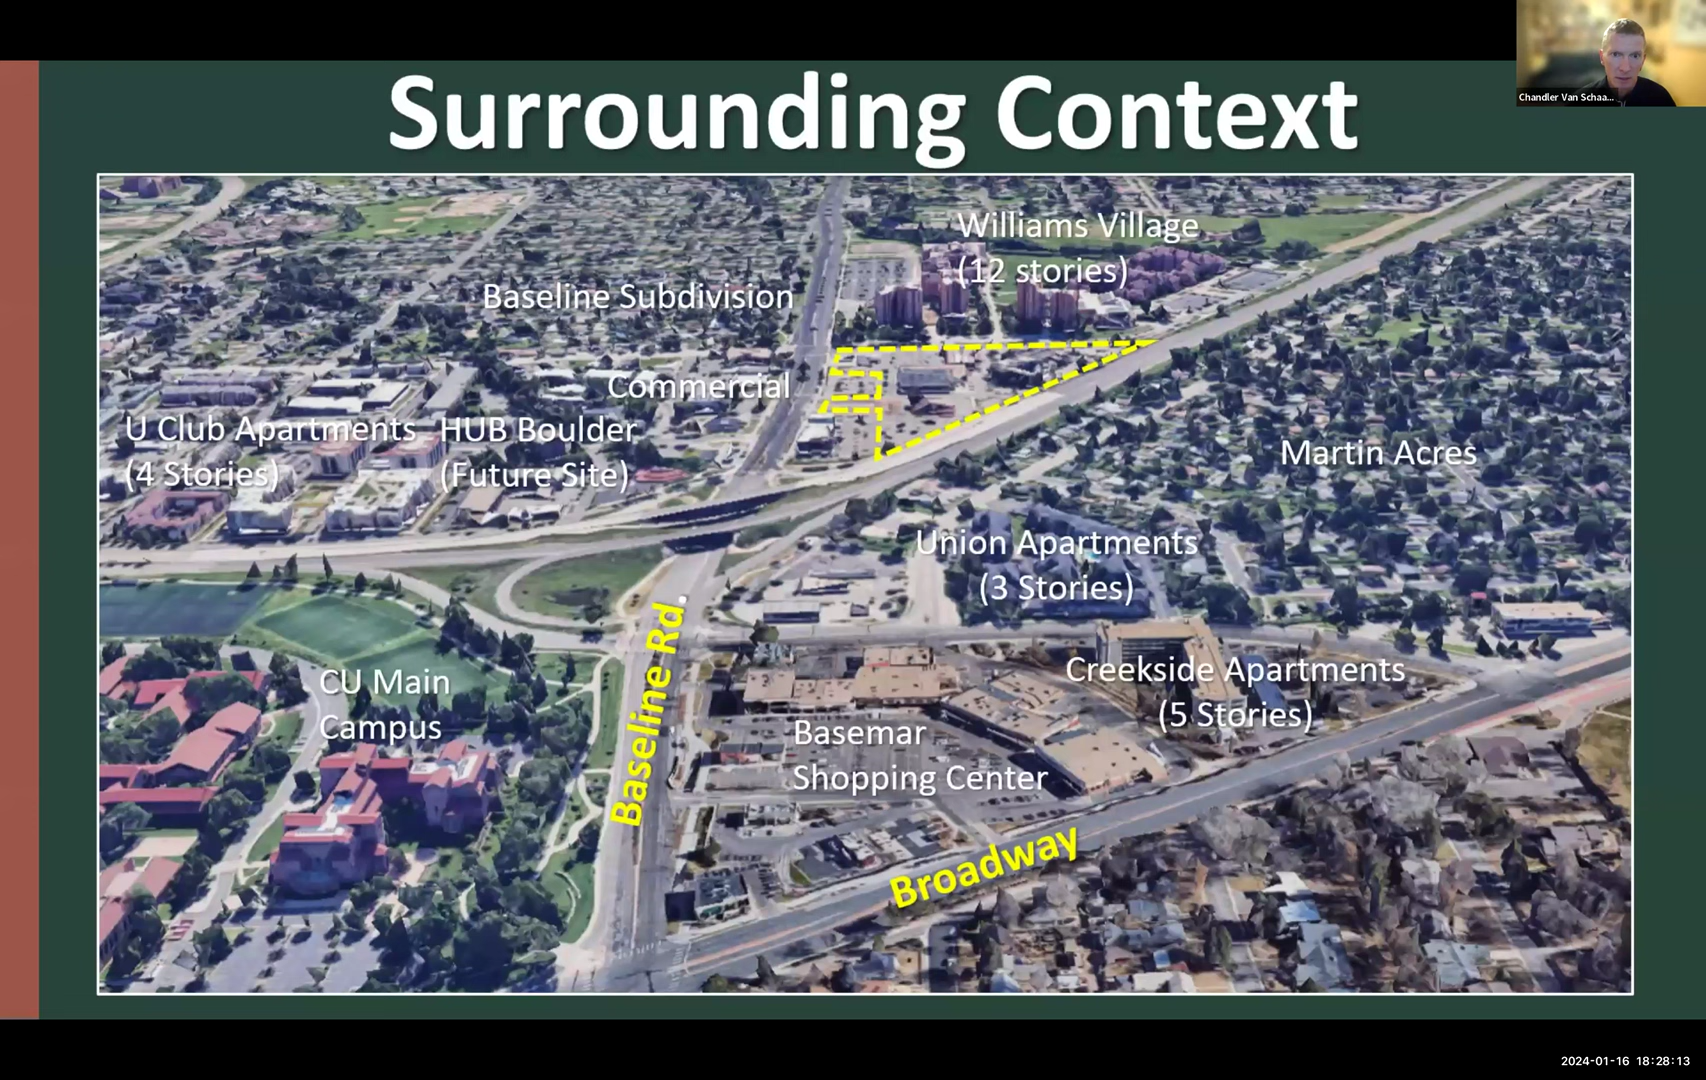 Surrounding Context
Chandler Van Schaa...
Williams Village
(12 stories)
Baseline Subdivision
Commercial
U Club Apartments
(4 Stories)
HUB Boulder
(Future Site)
Martin Acres
Union Apartments
(3 Stories)
Baseline Rd
CU Main
Campus
Creekside Apartments
(5 Stories)
Basemar
Shopping Center
Broadway
2024-01-16 18:28:13